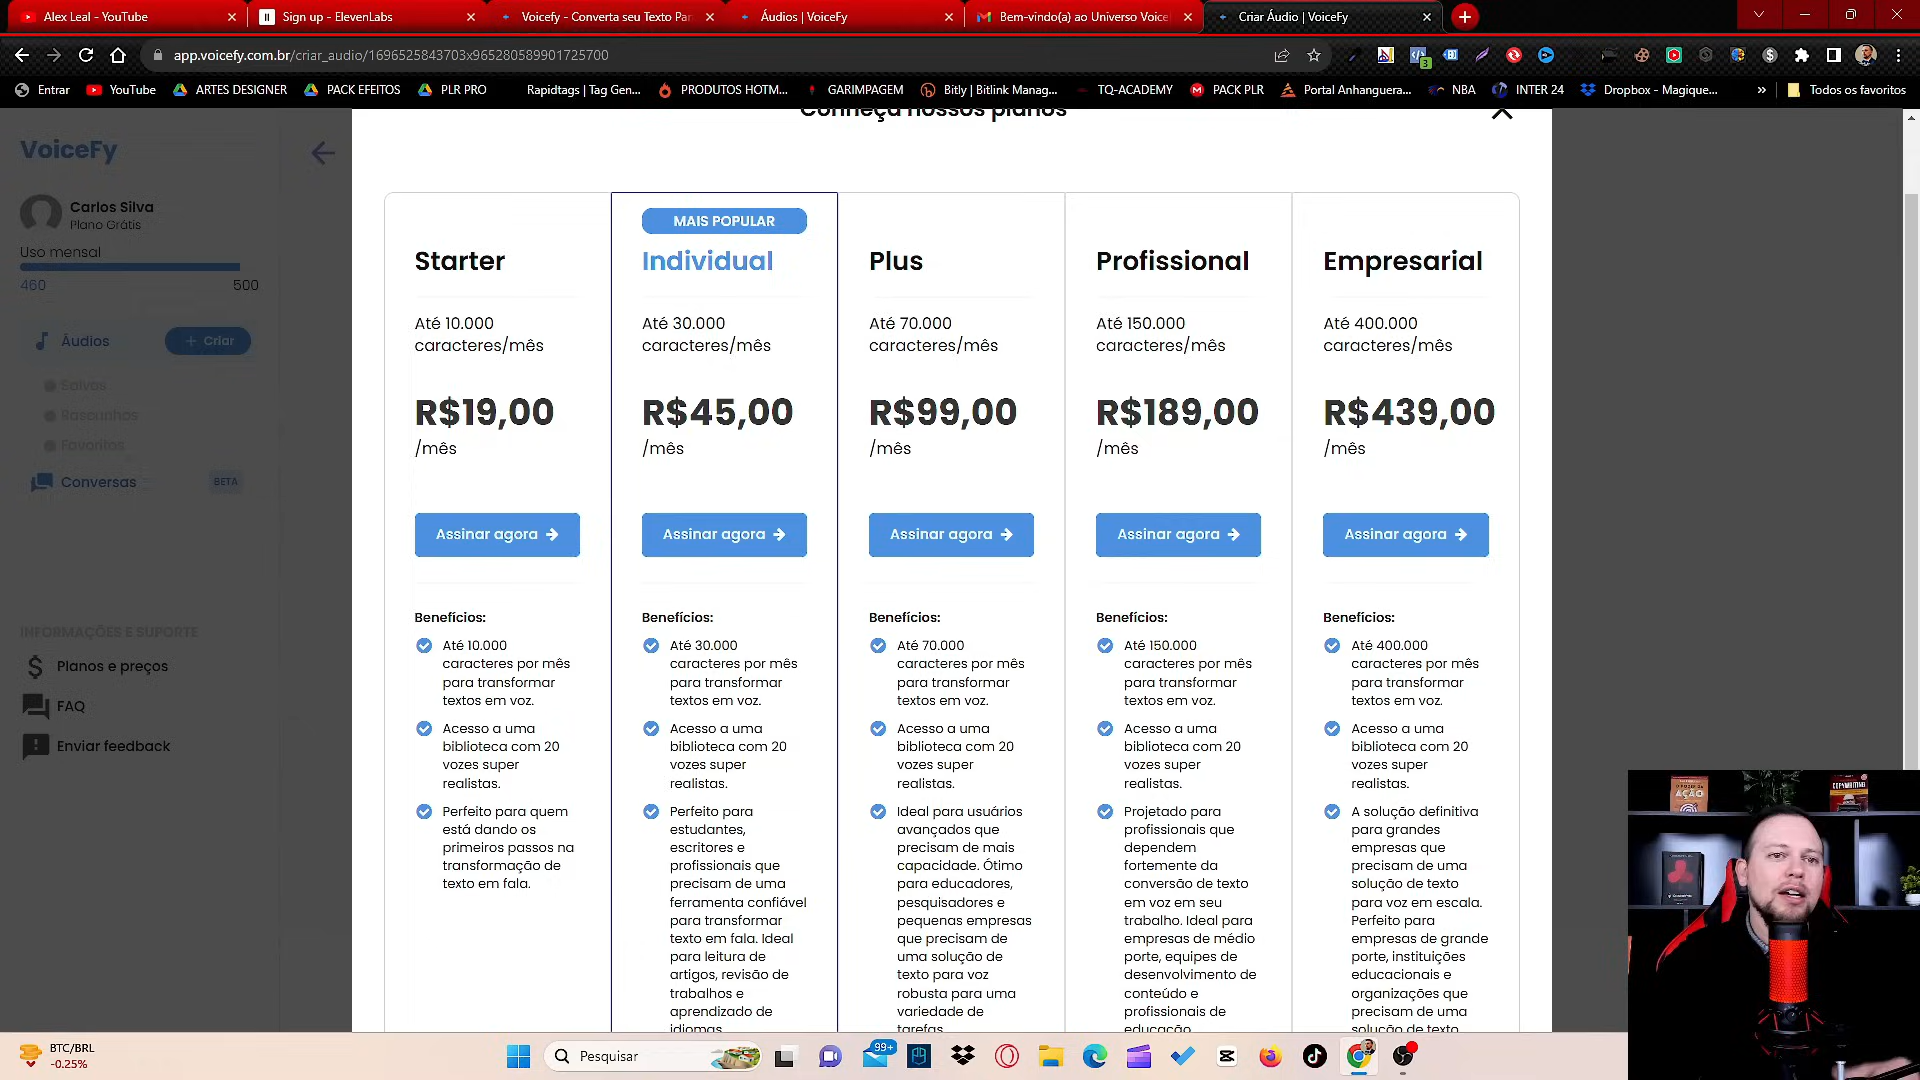 Alex Leal - YouTube
Sign up - ElevenLabs
Voicefy - Converta seu Texto Par
Áudios | VoiceFy
Bem-vindo(a) ao Universo Voice
Criar Áudio | VoiceFy
app.voicefy.com.br/criar_audio/1696525843703x965280589901725700
3
Entrar
YouTube
ARTES DESIGNER
PACK EFEITOS
PLR PRO
Rapidtags | Tag Gen...
PRODUTOS HOTM...
GARIMPAGEM
Bitly | Bitlink Manag...
TQ-ACADEMY
PACK PLR
Portal Anhanguera...
NBA
INTER 24
Dropbox - Magique...
»
Todos os favoritos
Conheça nossos planos
VoiceFy
Carlos Silva
Plano Grátis
Uso mensal
460
500
Áudios
+ Criar
Salvos
Rascunhos
Favoritos
Conversas
BETA
INFORMAÇÕES E SUPORTE
Planos e preços
FAQ
Enviar feedback
Starter
Até 10.000
caracteres/mês
R$19,00
/mês
Assinar agora
Benefícios:
Até 10.000
caracteres por mês
para transformar
textos em voz.
Acesso a uma
biblioteca com 20
vozes super
realistas.
Perfeito para quem
está dando os
primeiros passos na
transformação de
texto em fala.
MAIS POPULAR
Individual
Até 30.000
caracteres/mês
R$45,00
/mês
Assinar agora
Benefícios:
Até 30.000
caracteres por mês
para transformar
textos em voz.
Acesso a uma
biblioteca com 20
vozes super
realistas.
Perfeito para
estudantes,
escritores e
profissionais que
precisam de uma
ferramenta confiável
para transformar
texto em fala. Ideal
para leitura de
artigos, revisão de
trabalhos e
aprendizado de
idiomas.
Plus
Até 70.000
caracteres/mês
R$99,00
/mês
Assinar agora
Benefícios:
Até 70.000
caracteres por mês
para transformar
textos em voz.
Acesso a uma
biblioteca com 20
vozes super
realistas.
Ideal para usuários
avançados que
precisam de mais
capacidade. Ótimo
para educadores,
pesquisadores e
pequenas empresas
que precisam de
uma solução de
texto para voz
robusta para uma
variedade de
tarefas.
Profissional
Até 150.000
caracteres/mês
R$189,00
/mês
Assinar agora
Benefícios:
Até 150.000
caracteres por mês
para transformar
textos em voz.
Acesso a uma
biblioteca com 20
vozes super
realistas.
Projetado para
profissionais que
dependem
fortemente da
conversão de texto
em voz em seu
trabalho. Ideal para
empresas de médio
porte, equipes de
desenvolvimento de
conteúdo e
profissionais de
educação.
Empresarial
Até 400.000
caracteres/mês
R$439,00
/mês
Assinar agora
Benefícios:
Até 400.000
caracteres por mês
para transformar
textos em voz.
Acesso a uma
biblioteca com 20
vozes super
realistas.
A solução definitiva
para grandes
empresas que
precisam de uma
solução de texto
para voz em escala.
Perfeito para
empresas de grande
porte, instituições
educacionais e
organizações que
precisam de uma
solução de texto
AÇÃO
COPYWRITING
BTC/BRL
-0.25%
Pesquisar
99+